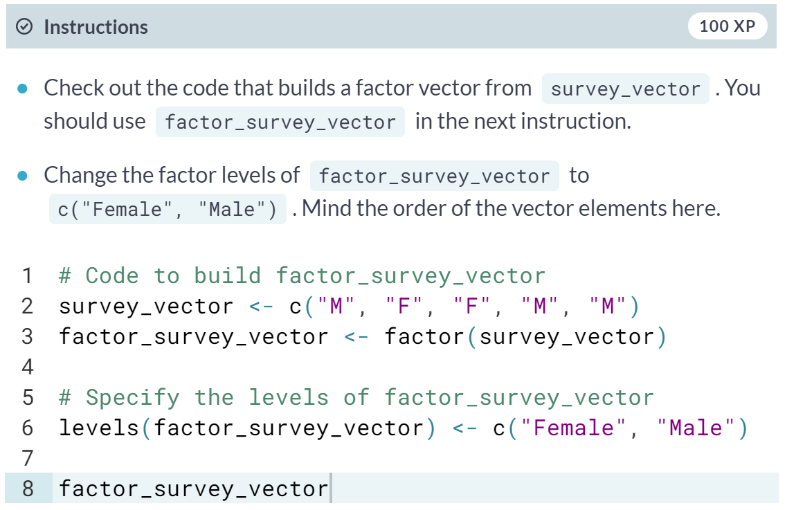 Instructions 100 XP
Check out the code that builds a factor vector from survey_vector . You
should use factor_survey_vector in the next instruction.
Change the factor levels of factor_survey_vector to
c("Female", "Male") . Mind the order of the vector elements here.
1 # Code to build factor_survey_vector
2 survey_vector <- c("M", "F", "F", "M", "M")
3 factor_survey_vector <- factor(survey_vector)
4
5 # Specify the levels of factor_survey_vector
6 levels(factor_survey_vector) <- c("Female", "Male")
7
8 factor_survey_vector